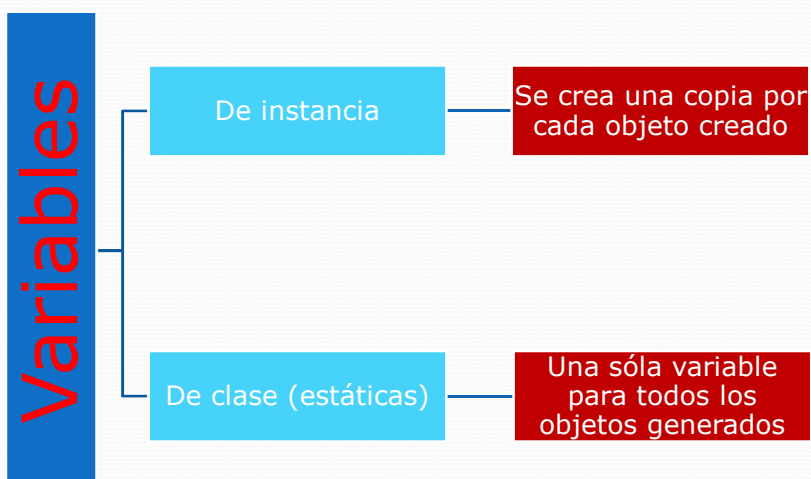 Variables
De instancia
Se crea una copia por
cada objeto creado
De clase (estáticas)
Una sóla variable
para todos los
objetos generados